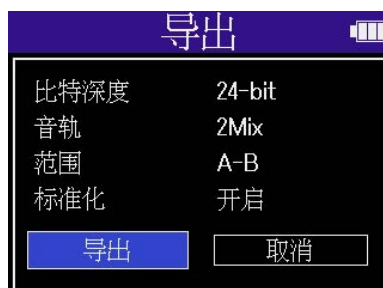 导出
比特深度 24-bit
音轨 2Mix
范围 A-B
标准化 开启
导出 取消